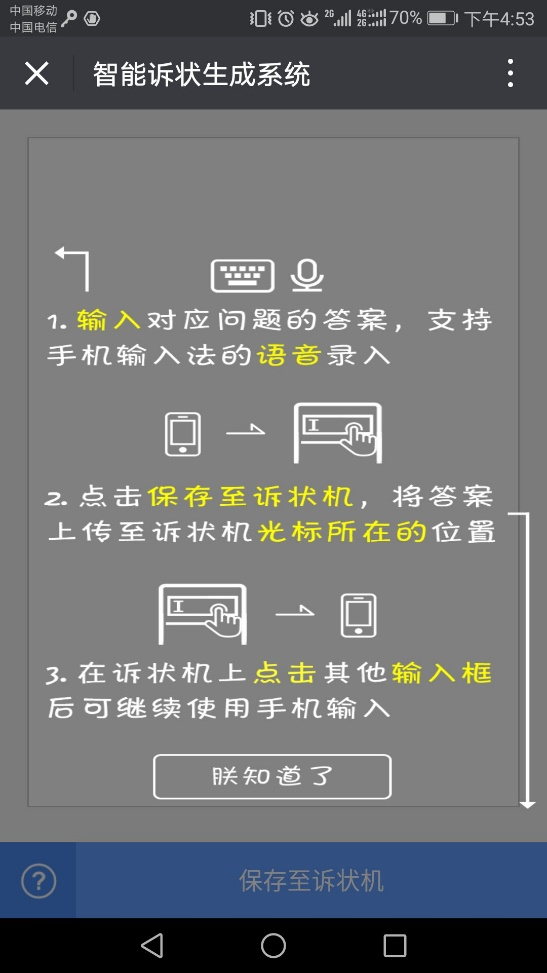 中国移动
中国电信
2G 4G 2G 70% 下午4:53
智能诉状生成系统
1. 输入对应问题的答案，支持
手机输入法的语音录入
2. 点击保存至诉状机，将答案
上传至诉状机光标所在的位置
3. 在诉状机上点击其他输入框
后可继续使用手机输入
朕知道了
? 保存至诉状机